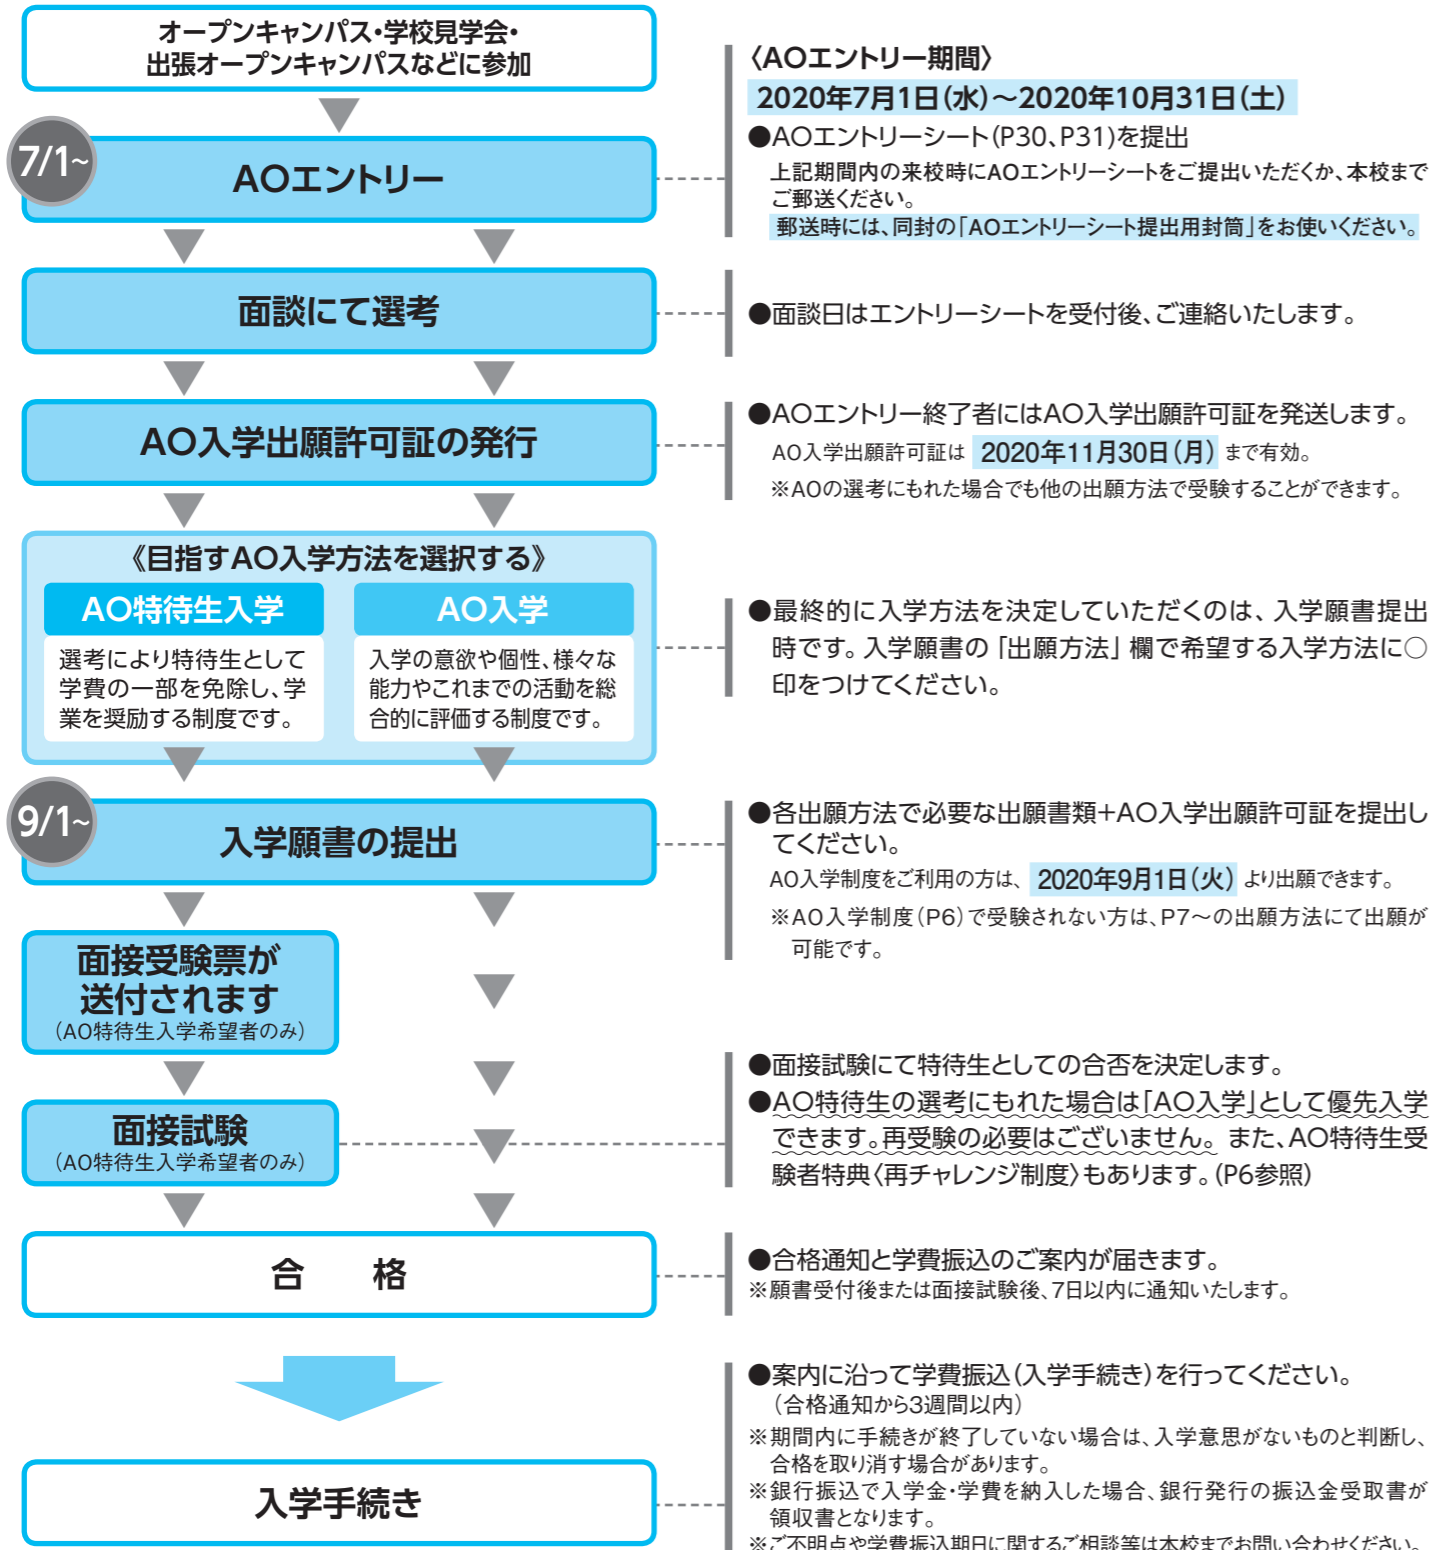 オープンキャンパス・学校見学会・
出張オープンキャンパスなどに参加
7/1~
AOエントリー
〈AOエントリー期間〉
2020年7月1日(水)～2020年10月31日(土)
●AOエントリーシート(P30、P31)を提出
上記期間内の来校時にAOエントリーシートをご提出いただくか、本校まで
ご郵送ください。
郵送時には、同封の「AOエントリーシート提出用封筒」をお使いください。
面談にて選考
●面談日はエントリーシートを受付後、ご連絡いたします。
AO入学出願許可証の発行
●AOエントリー終了者にはAO入学出願許可証を発送します。
AO入学出願許可証は 2020年11月30日(月) まで有効。
※AOの選考にもれた場合でも他の出願方法で受験することができます。
《目指すAO入学方法を選択する》
AO特待生入学
選考により特待生として
学費の一部を免除し、学
業を奨励する制度です。
AO入学
入学の意欲や個性、様々な
能力やこれまでの活動を総
合的に評価する制度です。
●最終的に入学方法を決定していただくのは、入学願書提出
時です。入学願書の「出願方法」欄で希望する入学方法に○
印をつけてください。
9/1~
入学願書の提出
●各出願方法で必要な出願書類+AO入学出願許可証を提出し
てください。
AO入学制度をご利用の方は、 2020年9月1日(火) より出願できます。
※AO入学制度(P6)で受験されない方は、P7～の出願方法にて出願が
可能です。
面接受験票が
送付されます
(AO特待生入学希望者のみ)
面接試験
(AO特待生入学希望者のみ)
●面接試験にて特待生としての合否を決定します。
●AO特待生の選考にもれた場合は「AO入学」として優先入学
できます。再受験の必要はございません。また、AO特待生受
験者特典〈再チャレンジ制度〉もあります。(P6参照)
合　格
●合格通知と学費振込のご案内が届きます。
※願書受付後または面接試験後、7日以内に通知いたします。
入学手続き
●案内に沿って学費振込(入学手続き)を行ってください。
(合格通知から3週間以内)
※期間内に手続きが終了していない場合は、入学意思がないものと判断し、
合格を取り消す場合があります。
※銀行振込で入学金・学費を納入した場合、銀行発行の振込金受取書が
領収書となります。
※ご不明点や学費振込期日に関するご相談等は本校までお問い合わせください。